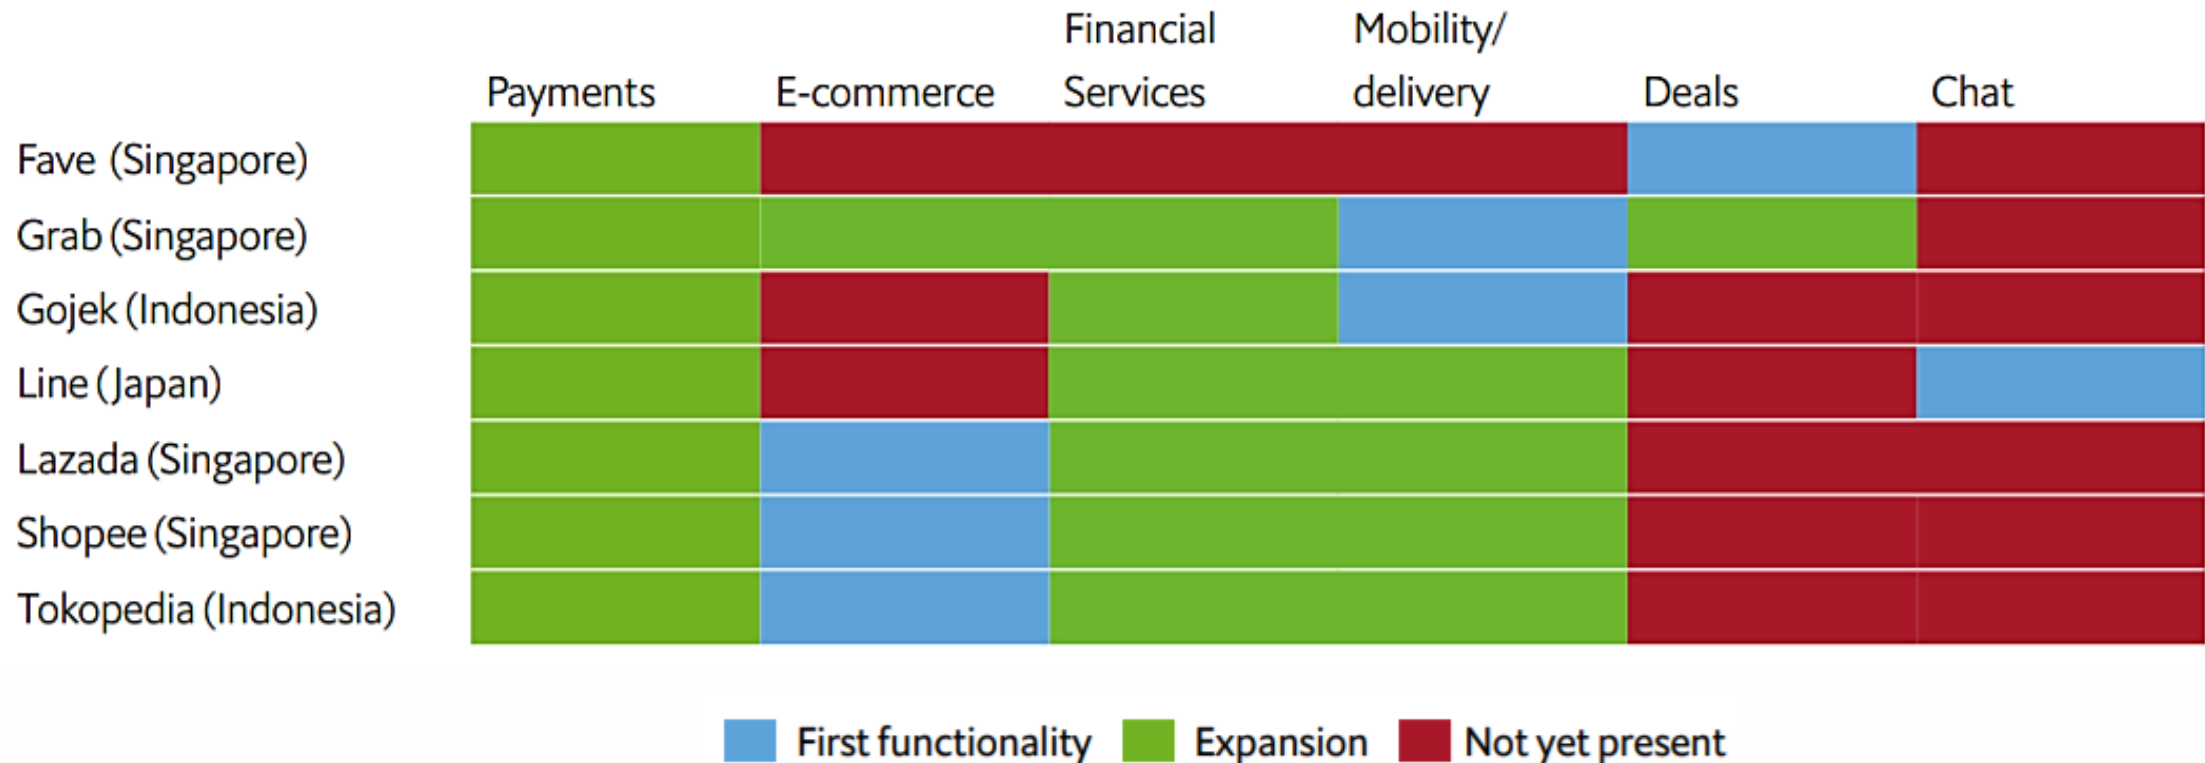 Financial Mobility/
Payments E-commerce Services delivery Deals Chat
Fave (Singapore)
Grab (Singapore)
Gojek (Indonesia)
Line (Japan)
Lazada (Singapore)
Shopee (Singapore)
Tokopedia (Indonesia)
First functionality Expansion Not yet present